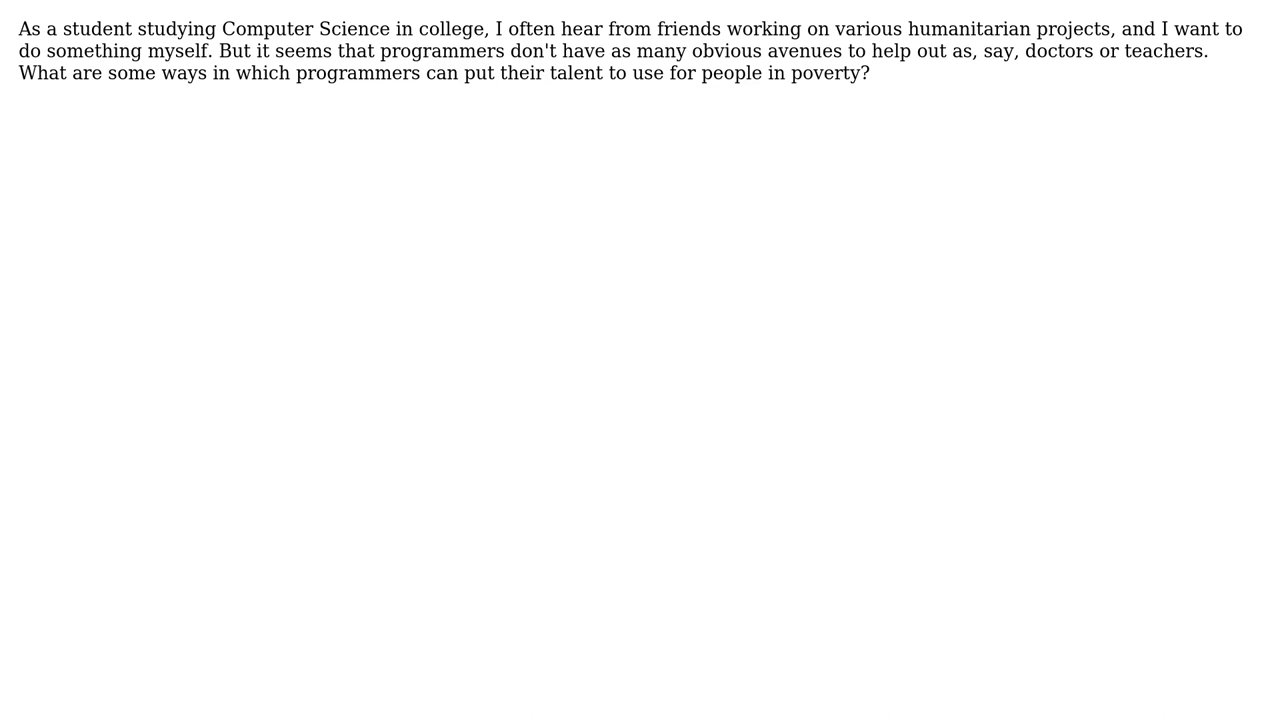 As a student studying Computer Science in college, I often hear from friends working on various humanitarian projects, and I want to
do something myself. But it seems that programmers don't have as many obvious avenues to help out as, say, doctors or teachers.
What are some ways in which programmers can put their talent to use for people in poverty?